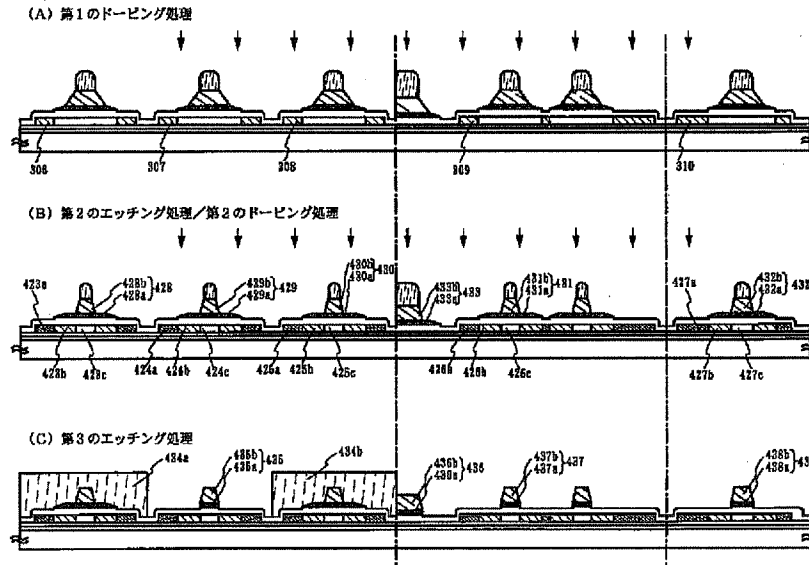 (A) 第1のドーピング処理
306 307 308 309 310
(B) 第2のエッチング処理/第2のドーピング処理
423a 428b 428a 428 429b 429a 429 430b 430a 430 433b 433a 433 431b 431a 431 427a 432b 432a 432
423b 423c 424a 424b 424c 425a 425b 425c 426a 426b 426c 427b 427c
(C) 第3のエッチング処理
434a 435b 435a 435 434b 436b 436a 436 437b 437a 437 438b 438a